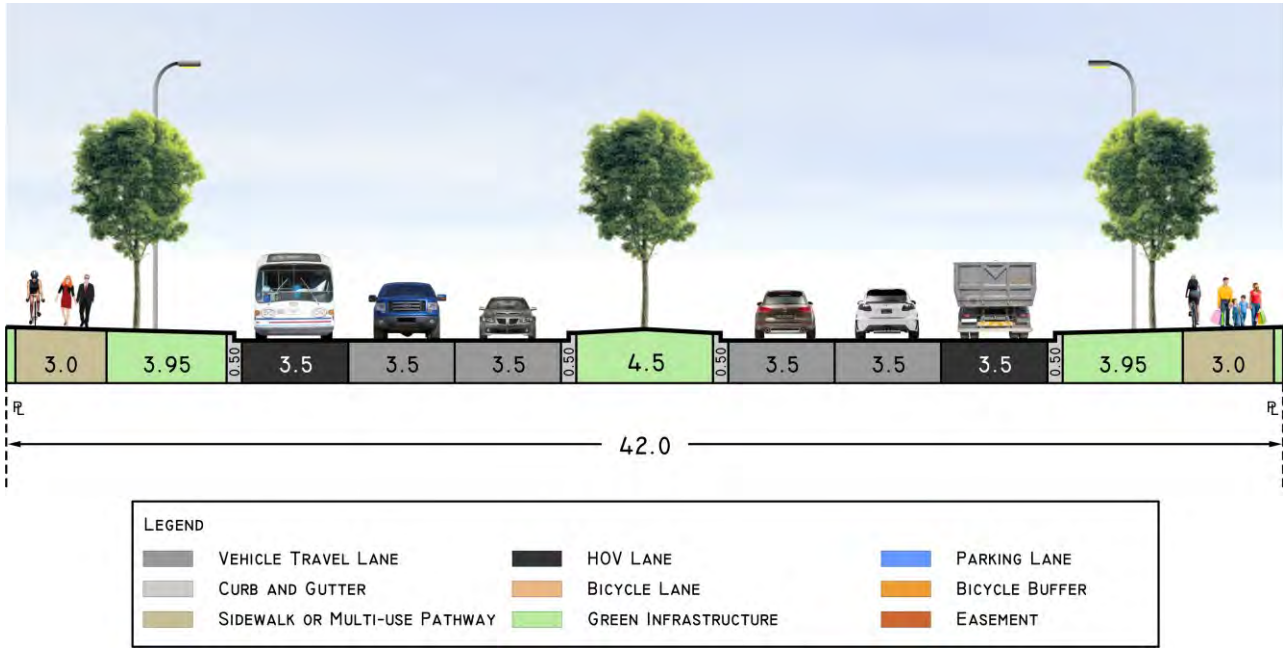 3.0 3.95 0.50 3.5 3.5 3.5 0.50 4.5 0.50 3.5 3.5 3.5 0.50 3.95 3.0
PL PL
42.0
LEGEND
VEHICLE TRAVEL LANE HOV LANE PARKING LANE
CURB AND GUTTER BICYCLE LANE BICYCLE BUFFER
SIDEWALK OR MULTI-USE PATHWAY GREEN INFRASTRUCTURE EASEMENT